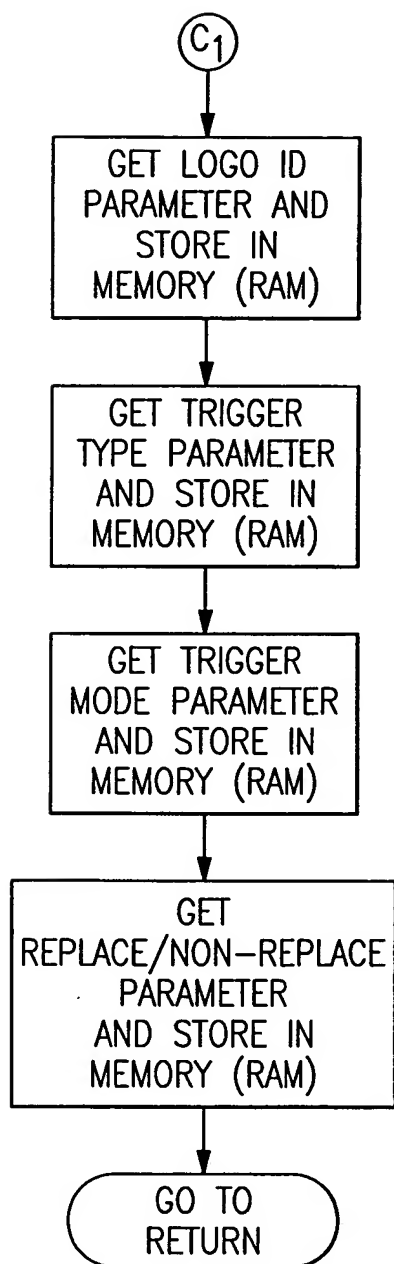 C1
GET LOGO ID
PARAMETER AND
STORE IN
MEMORY (RAM)
GET TRIGGER
TYPE PARAMETER
AND STORE IN
MEMORY (RAM)
GET TRIGGER
MODE PARAMETER
AND STORE IN
MEMORY (RAM)
GET
REPLACE/NON-REPLACE
PARAMETER
AND STORE IN
MEMORY (RAM)
GO TO
RETURN